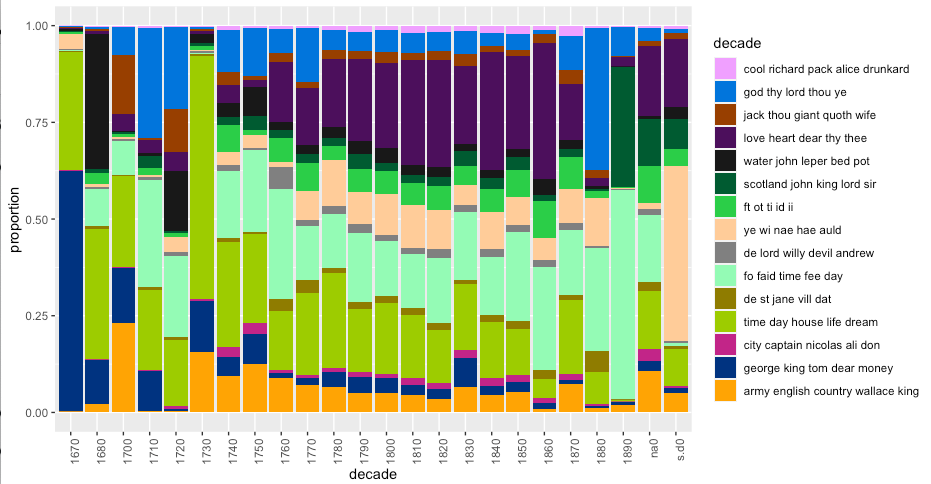 1.00
0.75
0.50
0.25
0.00
proportion
1670 1680 1700 1710 1720 1730 1740 1750 1760 1770 1780 1790 1800 1810 1820 1830 1840 1850 1860 1870 1880 1890 na0 s.d0
decade
decade
cool richard pack alice drunkard
god thy lord thou ye
jack thou giant quoth wife
love heart dear thy thee
water john leper bed pot
scotland john king lord sir
ft ot ti id ii
ye wi nae hae auld
de lord willy devil andrew
fo faid time fee day
de st jane vill dat
time day house life dream
city captain nicolas ali don
george king tom dear money
army english country wallace king